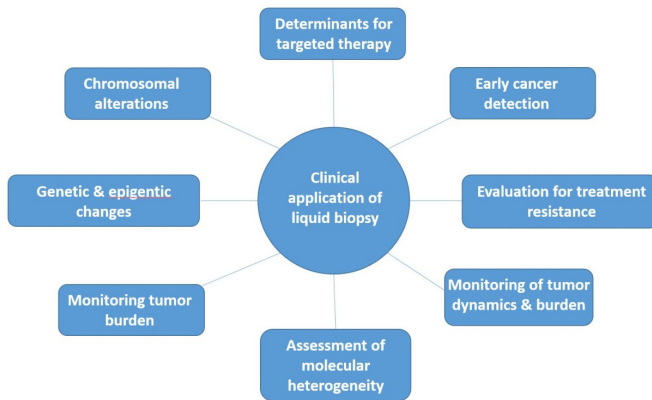 Determinants for
targeted therapy
Chromosomal
alterations
Early cancer
detection
Clinical
application of
liquid biopsy
Genetic & epigentic
changes
Evaluation for treatment
resistance
Monitoring tumor
burden
Monitoring of tumor
dynamics & burden
Assessment of
molecular
heterogeneity